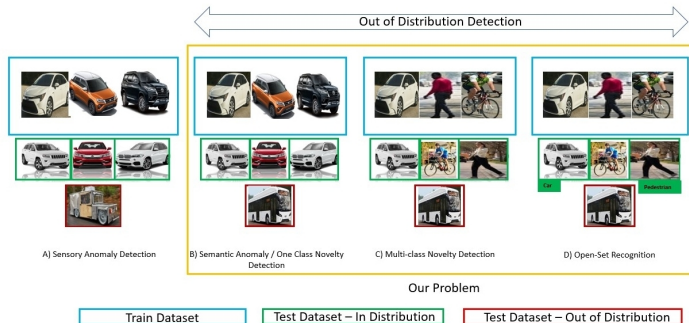 Out of Distribution Detection
Car
Pedestrian
A) Sensory Anomaly Detection
B) Semantic Anomaly / One Class Novelty
Detection
C) Multi-class Novelty Detection
D) Open-Set Recognition
Our Problem
Train Dataset
Test Dataset – In Distribution
Test Dataset – Out of Distribution